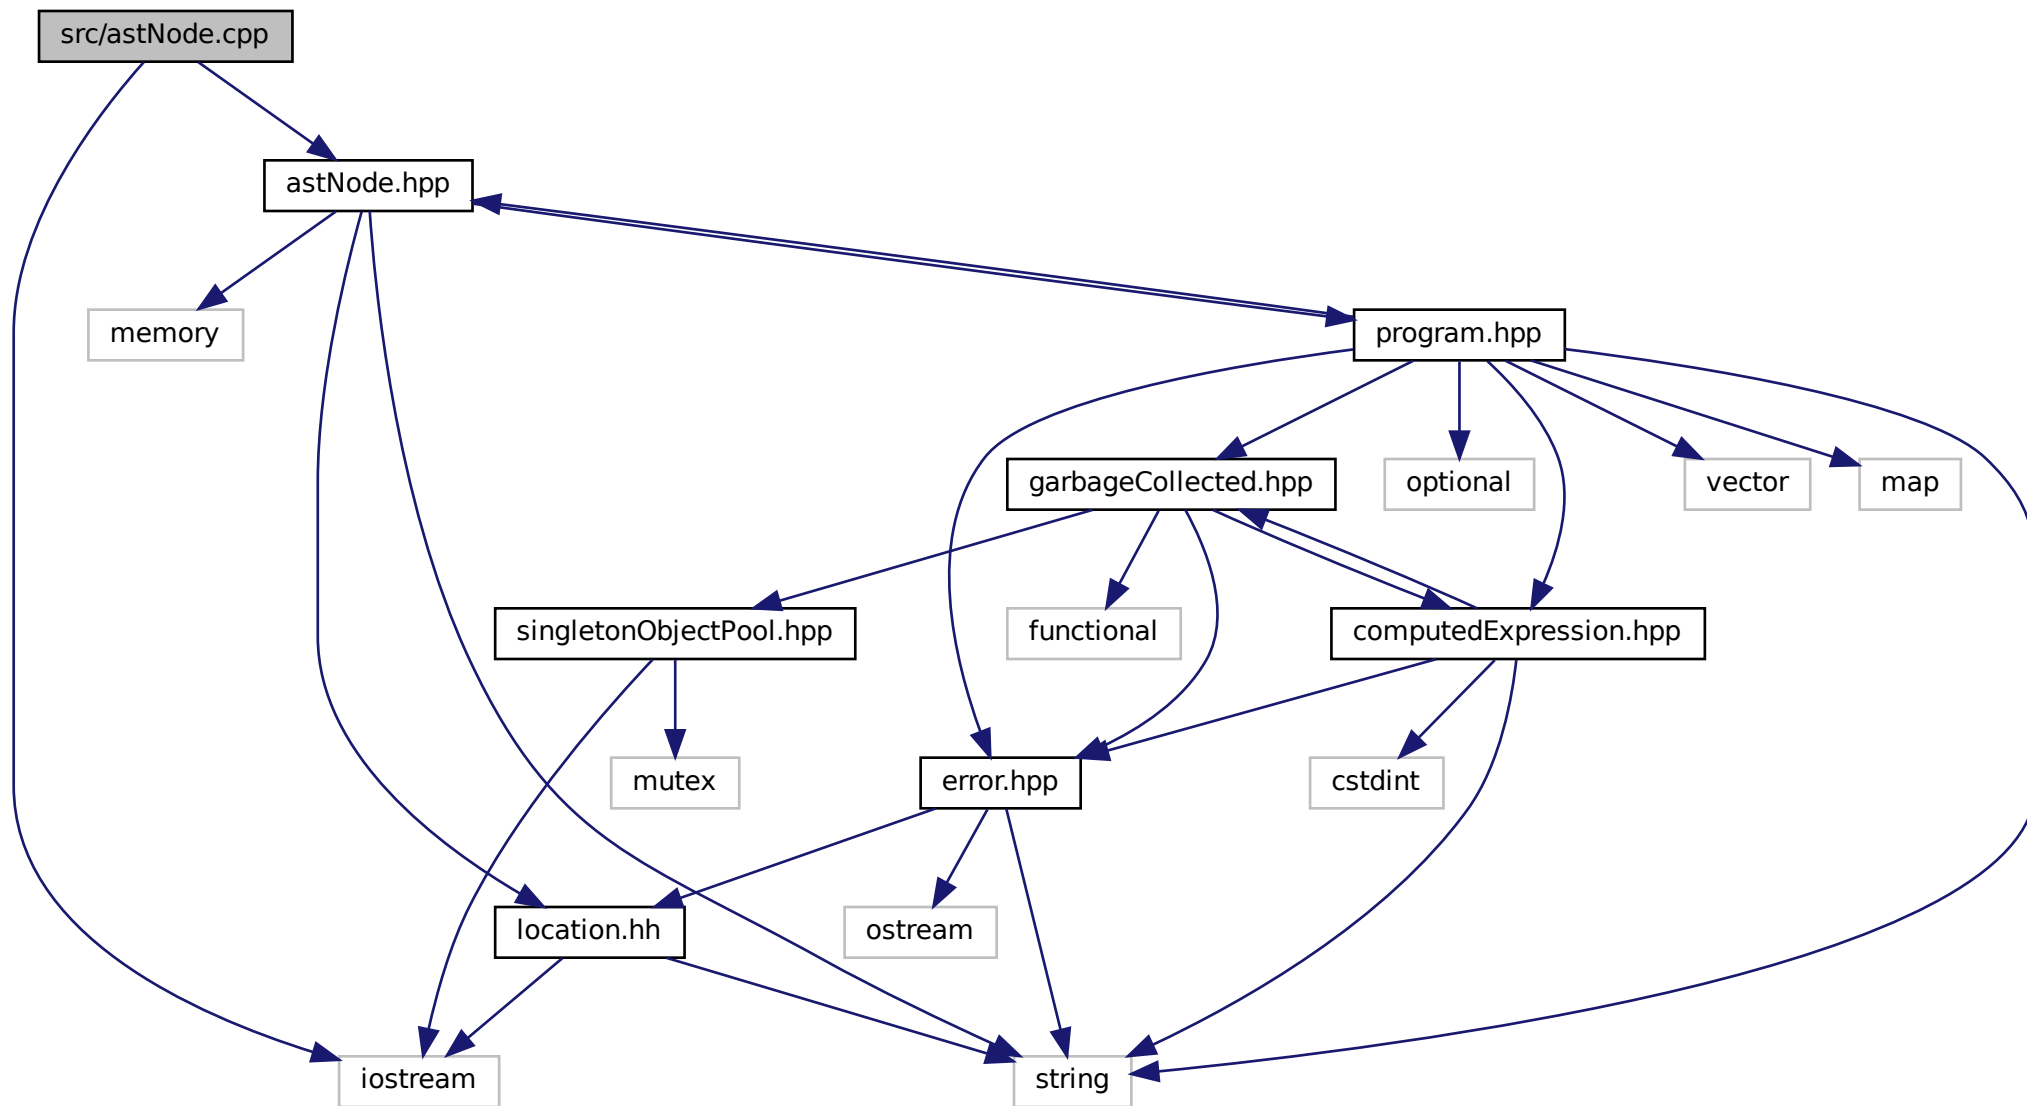 src/astNode.cpp
astNode.hpp
memory
program.hpp
garbageCollected.hpp
optional
vector
map
singletonObjectPool.hpp
functional
computedExpression.hpp
mutex
error.hpp
cstdint
location.hh
ostream
iostream
string